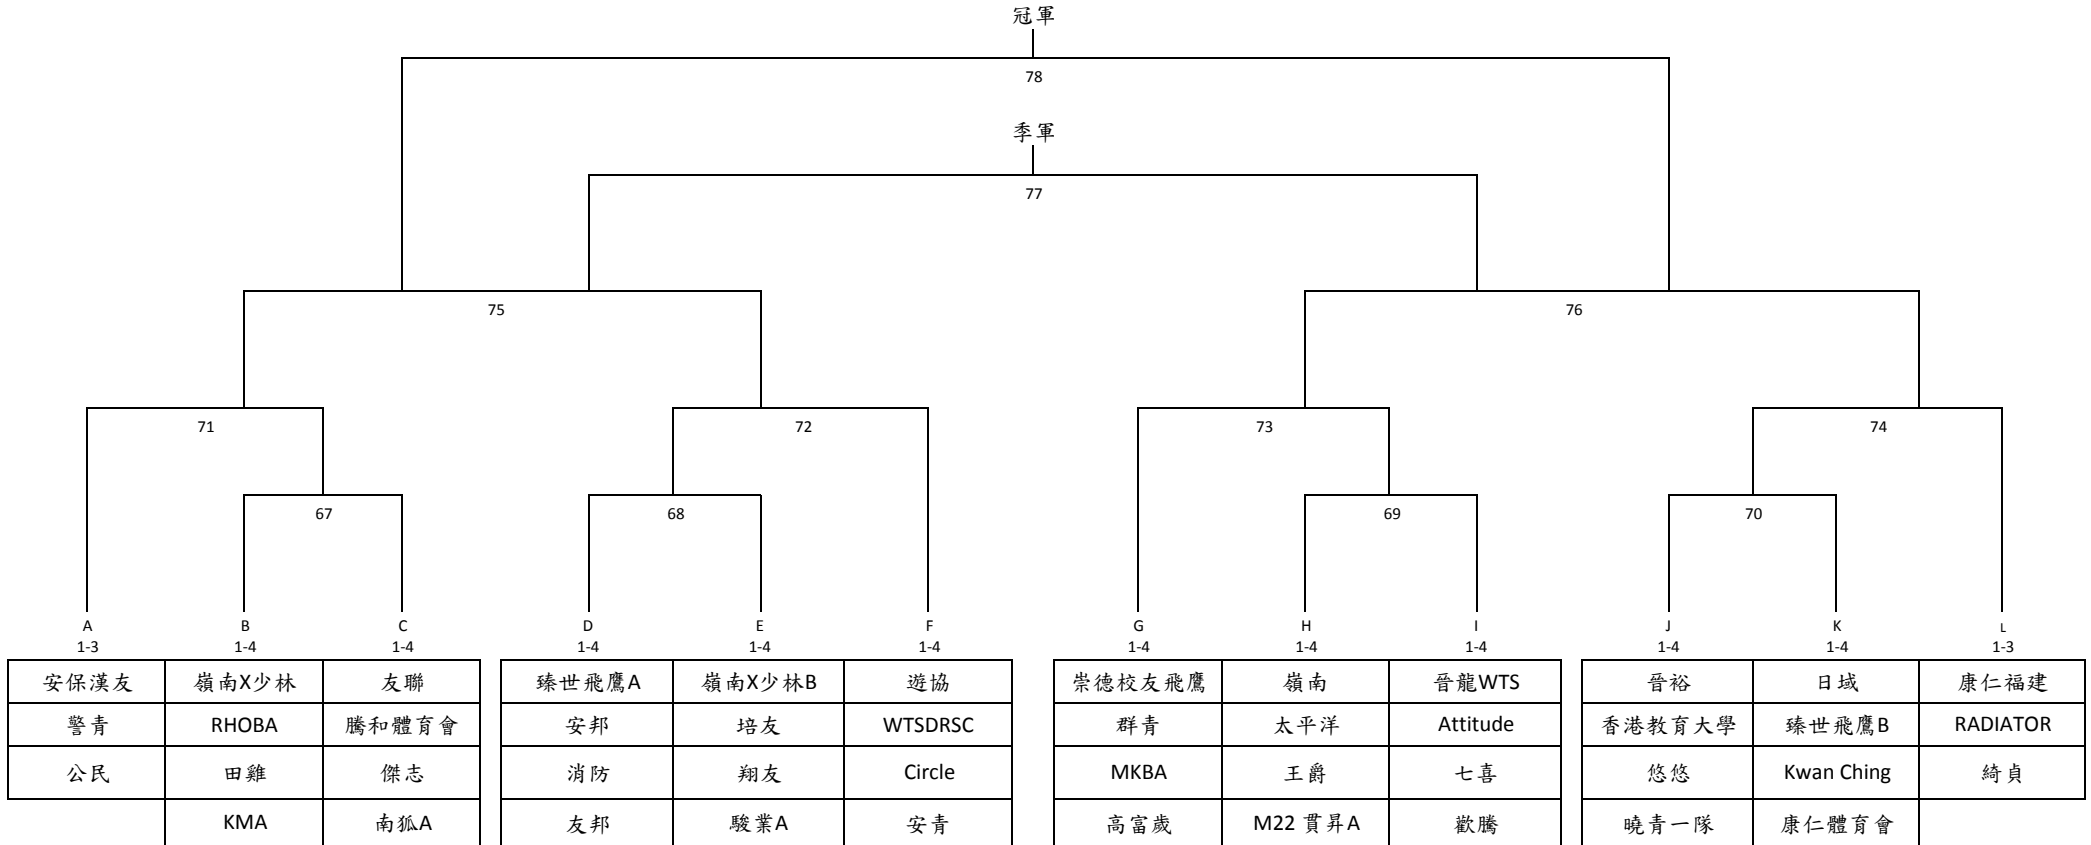 冠軍
78
季軍
77
75 76
71 72 73 74
67 68 69 70
A B C D E F G H I J K L
1-3 1-4 1-4 1-4 1-4 1-4 1-4 1-4 1-4 1-4 1-4 1-3
安保漢友 嶺南X少林 友聯 臻世飛鷹A 嶺南X少林B 遊協 崇德校友飛鷹 嶺南 晉龍WTS 晉裕 日域 康仁福建
警青 RHOBA 騰和體育會 安邦 培友 WTSDRSC 群青 太平洋 Attitude 香港教育大學 臻世飛鷹B RADIATOR
公民 田雞 傑志 消防 翔友 Circle MKBA 王爵 七喜 悠悠 Kwan Ching 綺貞
KMA 南狐A 友邦 駿業A 安青 高富歲 M22 貫昇A 歡騰 曉青一隊 康仁體育會